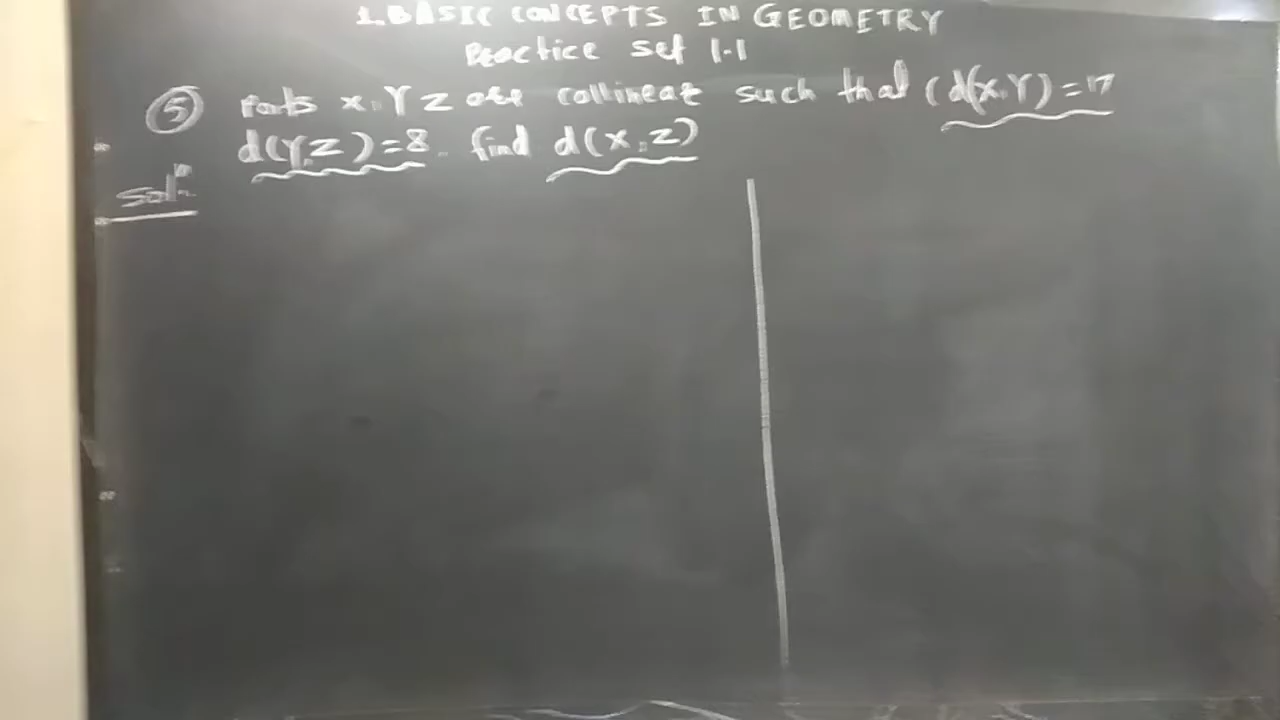 1. BASIC CONCEPTS IN GEOMETRY
Practice set 1.1
5 Points X, Y Z are collinear such that (d(X,Y)=17
d(Y,Z)=8. find d(X,Z)
Solⁿ: